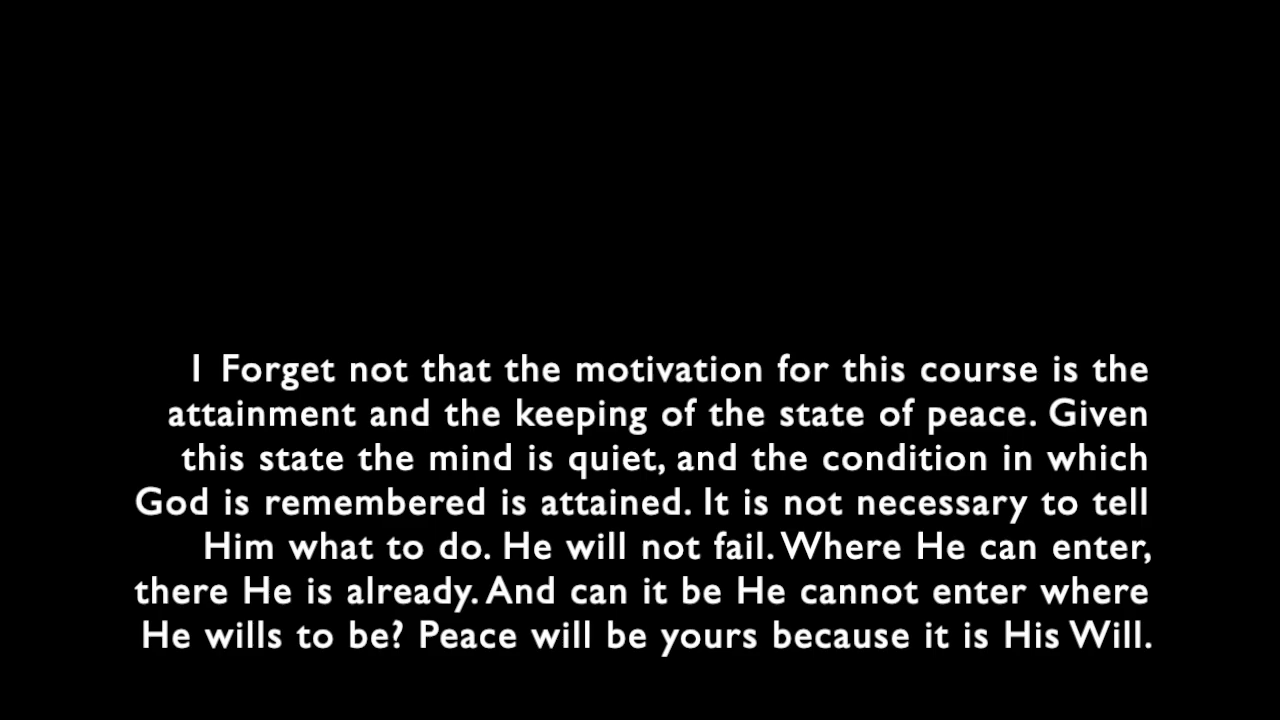 1 Forget not that the motivation for this course is the
attainment and the keeping of the state of peace. Given
this state the mind is quiet, and the condition in which
God is remembered is attained. It is not necessary to tell
Him what to do. He will not fail. Where He can enter,
there He is already. And can it be He cannot enter where
He wills to be? Peace will be yours because it is His Will.